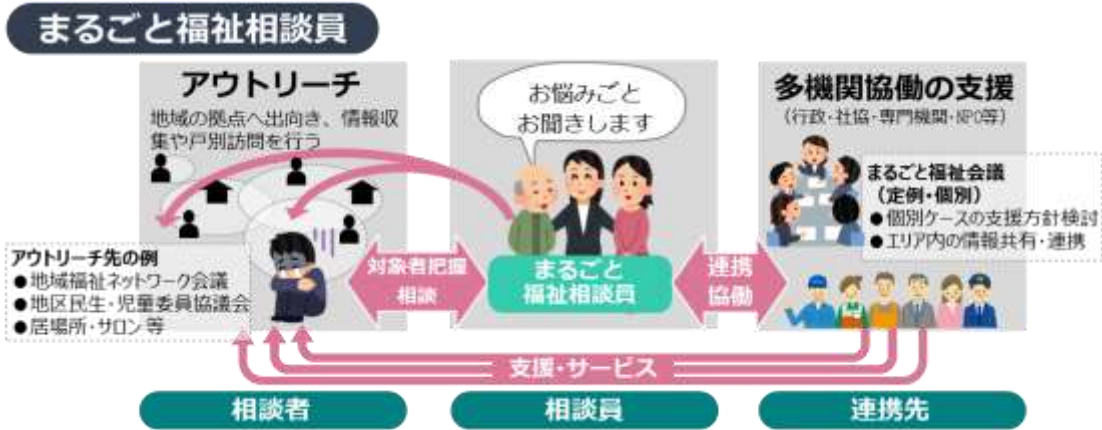 まるごと福祉相談員
アウトリーチ
地域の拠点へ出向き、情報収
集や戸別訪問を行う
アウトリーチ先の例
●地域福祉ネットワーク会議
●地区民生・児童委員協議会
●居場所・サロン 等
対象者把握
相談
お悩みごと
お聞きします
まるごと
福祉相談員
連携
協働
多機関協働の支援
(行政・社協・専門機関・NPO等)
まるごと福祉会議
(定例・個別)
●個別ケースの支援方針検討
●エリア内の情報共有・連携
支援・サービス
相談者
相談員
連携先